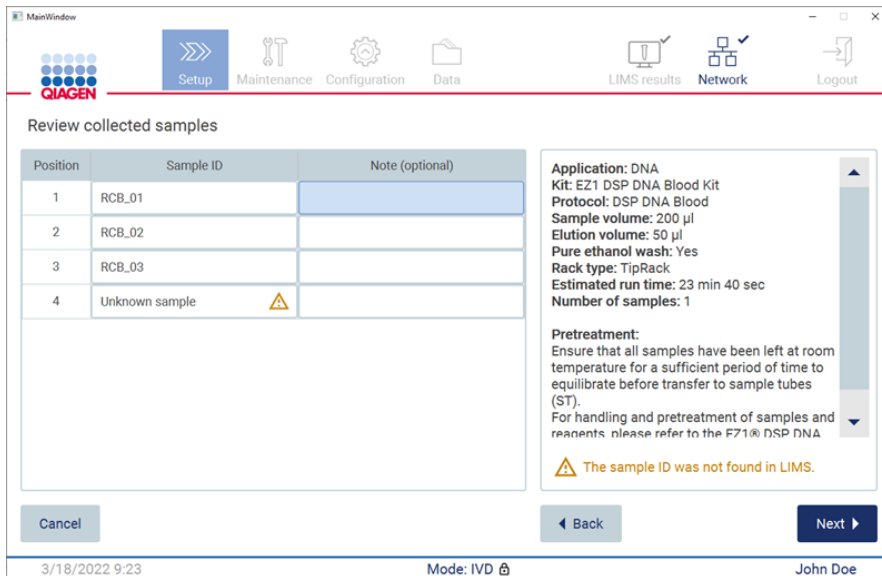 MainWindow
QIAGEN
Setup
Maintenance
Configuration
Data
LIMS results
Network
Logout
Review collected samples
Position Sample ID Note (optional)
1 RCB_01
2 RCB_02
3 RCB_03
4 Unknown sample
Application: DNA
Kit: EZ1 DSP DNA Blood Kit
Protocol: DSP DNA Blood
Sample volume: 200 µl
Elution volume: 50 µl
Pure ethanol wash: Yes
Rack type: TipRack
Estimated run time: 23 min 40 sec
Number of samples: 1
Pretreatment:
Ensure that all samples have been left at room
temperature for a sufficient period of time to
equilibrate before transfer to sample tubes
(ST).
For handling and pretreatment of samples and
reagents, please refer to the EZ1® DSP DNA
The sample ID was not found in LIMS.
Cancel
Back
Next
3/18/2022 9:23
Mode: IVD
John Doe